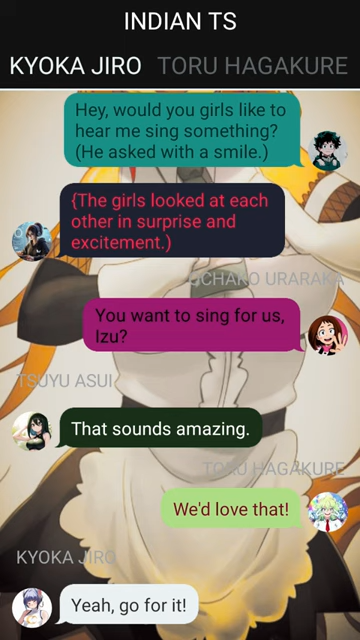 INDIAN TS
KYOKA JIRO TORU HAGAKURE
Hey, would you girls like to
hear me sing something?
(He asked with a smile.)
{The girls looked at each
other in surprise and
excitement.)
OCHAKO URARAKA
You want to sing for us,
Izu?
TSUYU ASUI
That sounds amazing.
TORU HAGAKURE
We'd love that!
KYOKA JIRO
Yeah, go for it!